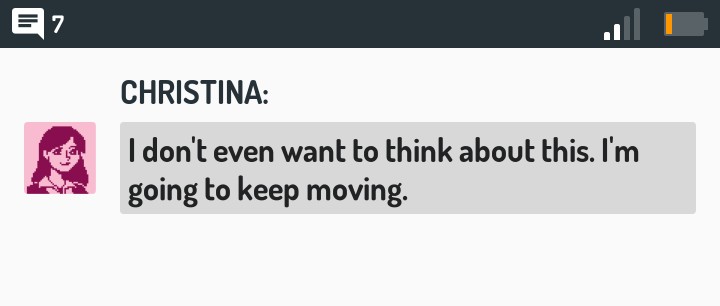 7
CHRISTINA:
I don't even want to think about this. I'm
going to keep moving.